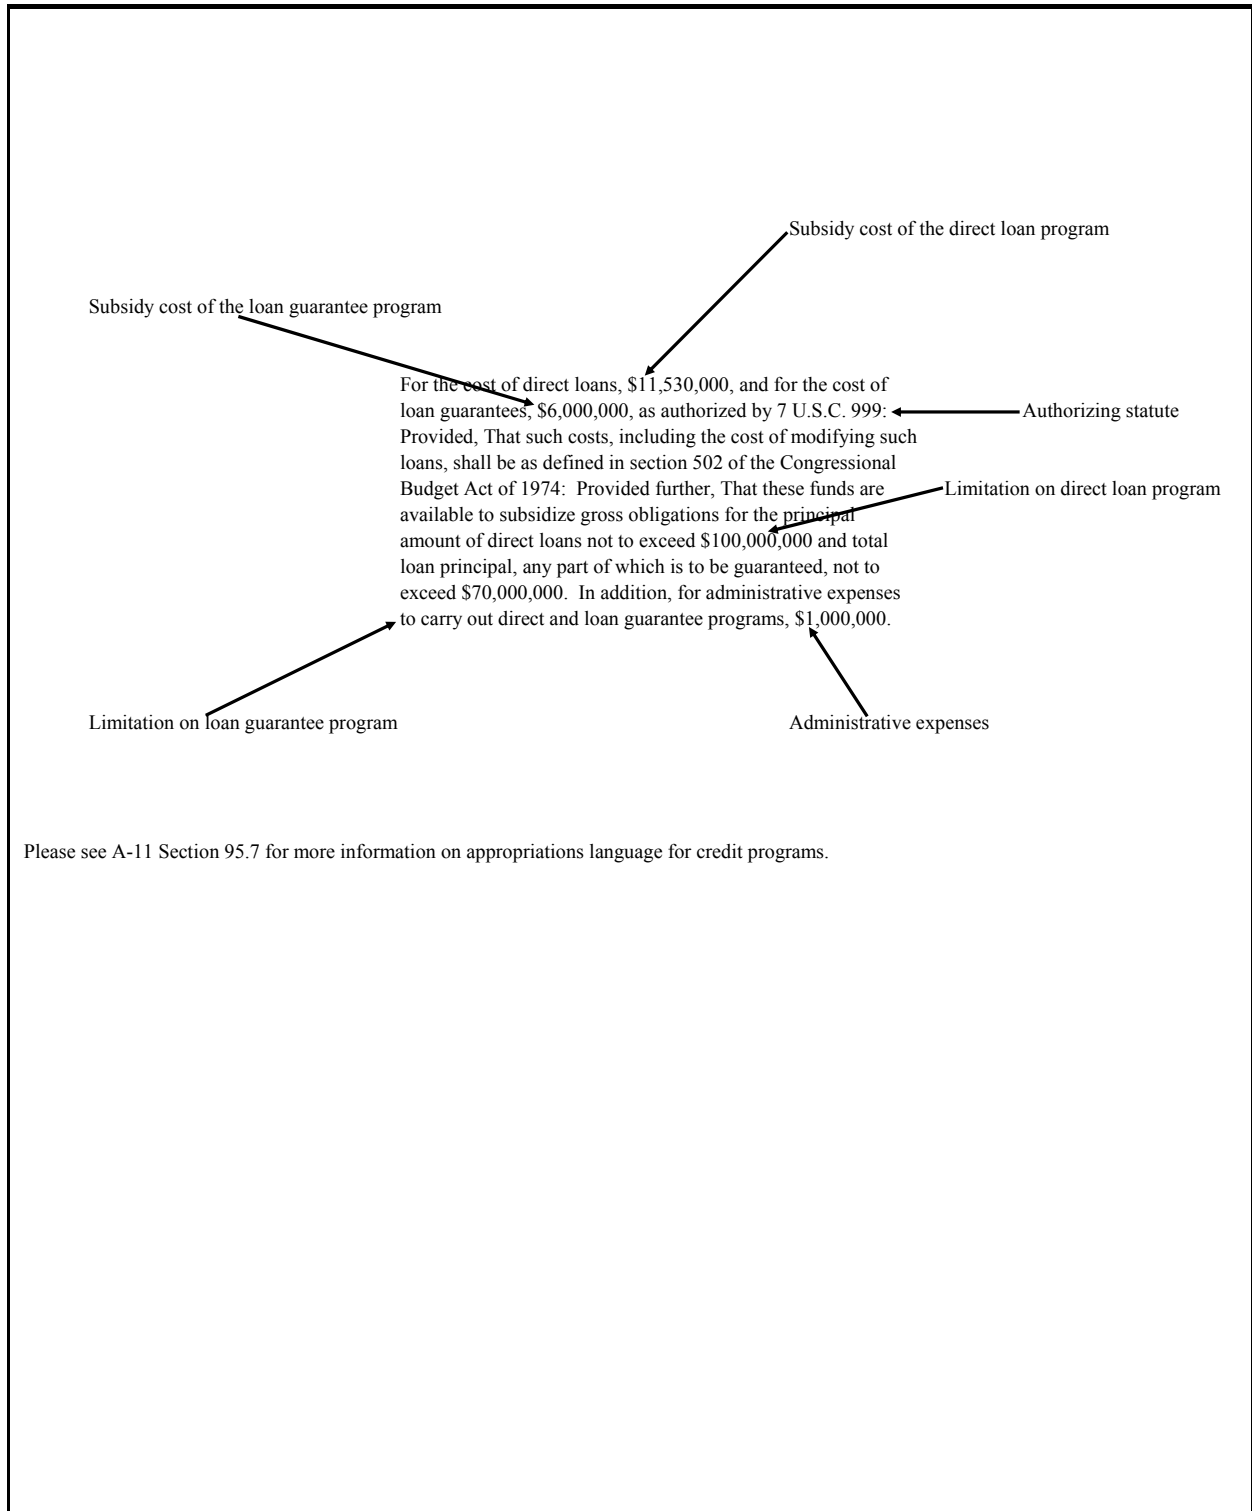 Subsidy cost of the direct loan program
Subsidy cost of the loan guarantee program
For the cost of direct loans, $11,530,000, and for the cost of
loan guarantees, $6,000,000, as authorized by 7 U.S.C. 999:
Authorizing statute
Provided, That such costs, including the cost of modifying such
loans, shall be as defined in section 502 of the Congressional
Budget Act of 1974:  Provided further, That these funds are
Limitation on direct loan program
available to subsidize gross obligations for the principal
amount of direct loans not to exceed $100,000,000 and total
loan principal, any part of which is to be guaranteed, not to
exceed $70,000,000.  In addition, for administrative expenses
to carry out direct and loan guarantee programs, $1,000,000.
Limitation on loan guarantee program
Administrative expenses
Please see A-11 Section 95.7 for more information on appropriations language for credit programs.